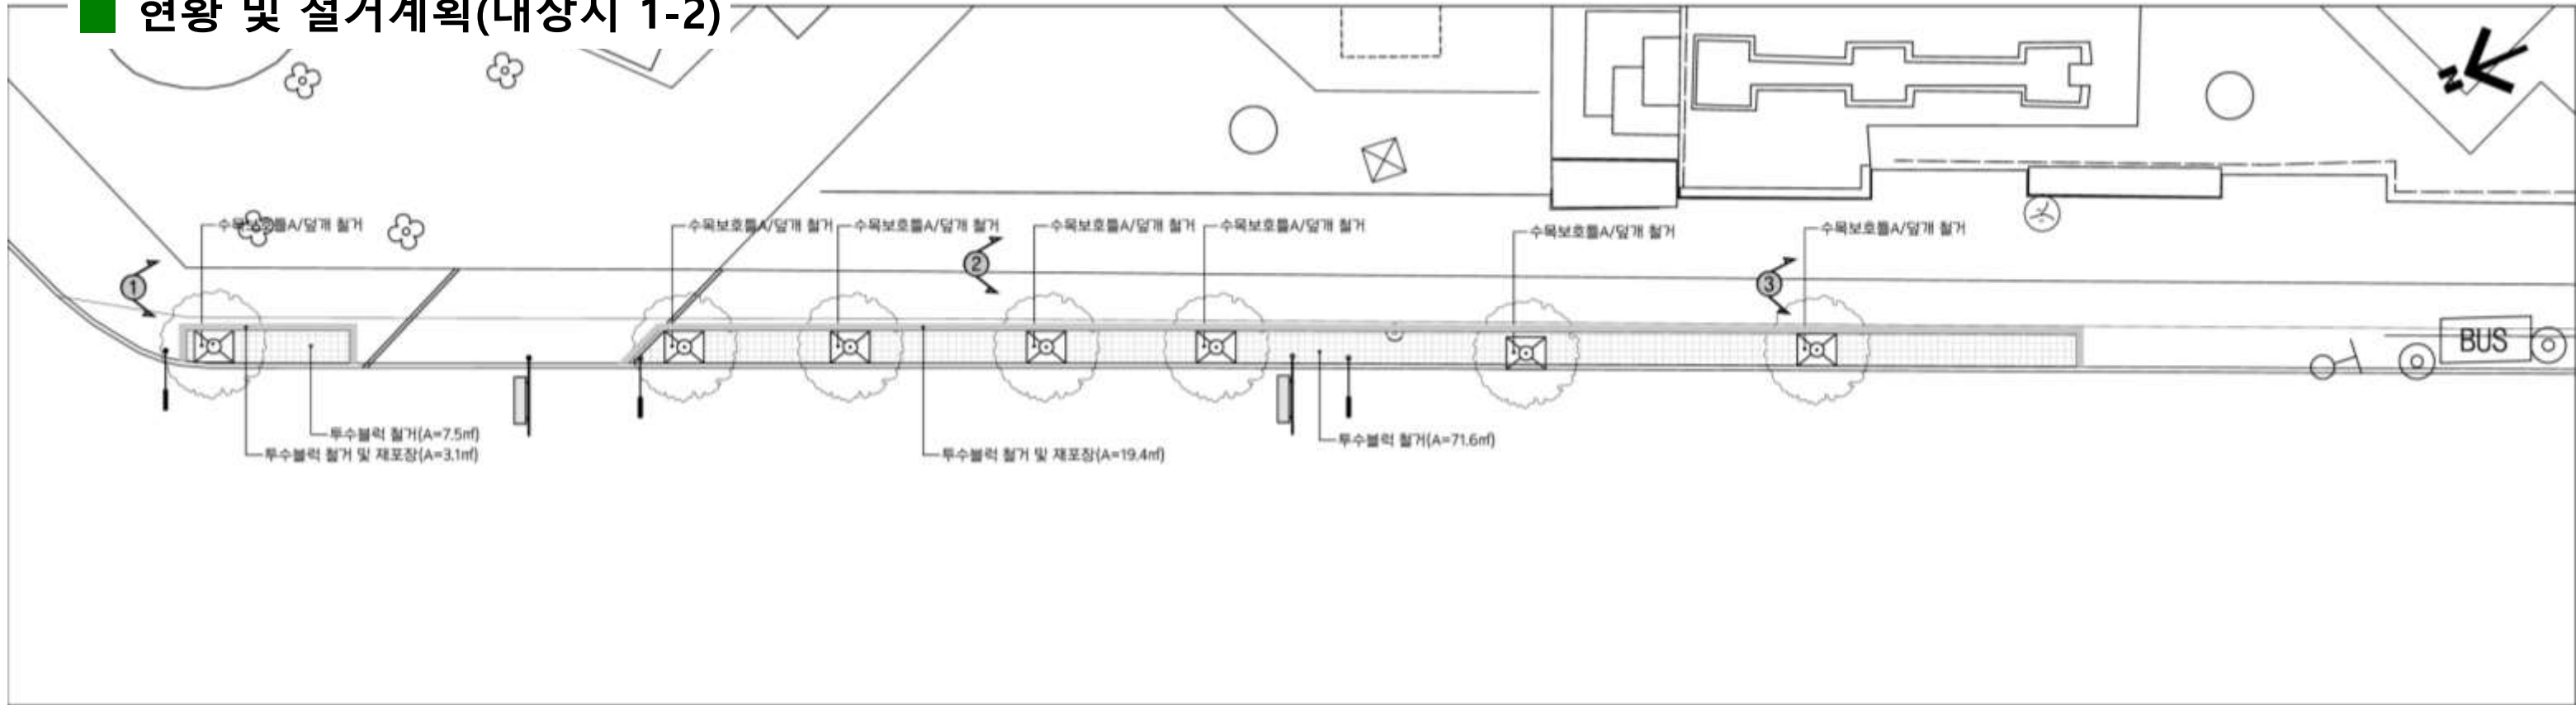 현황 및 철거계획(대상지 1-2)
N
수목보호틀A/덮개 철거
수목보호틀A/덮개 철거
수목보호틀A/덮개 철거
수목보호틀A/덮개 철거
수목보호틀A/덮개 철거
수목보호틀A/덮개 철거
수목보호틀A/덮개 철거
1
2
3
BUS
투수블럭 철거(A=7.5㎡)
투수블럭 철거 및 재포장(A=3.1㎡)
투수블럭 철거 및 재포장(A=19.4㎡)
투수블럭 철거(A=71.6㎡)